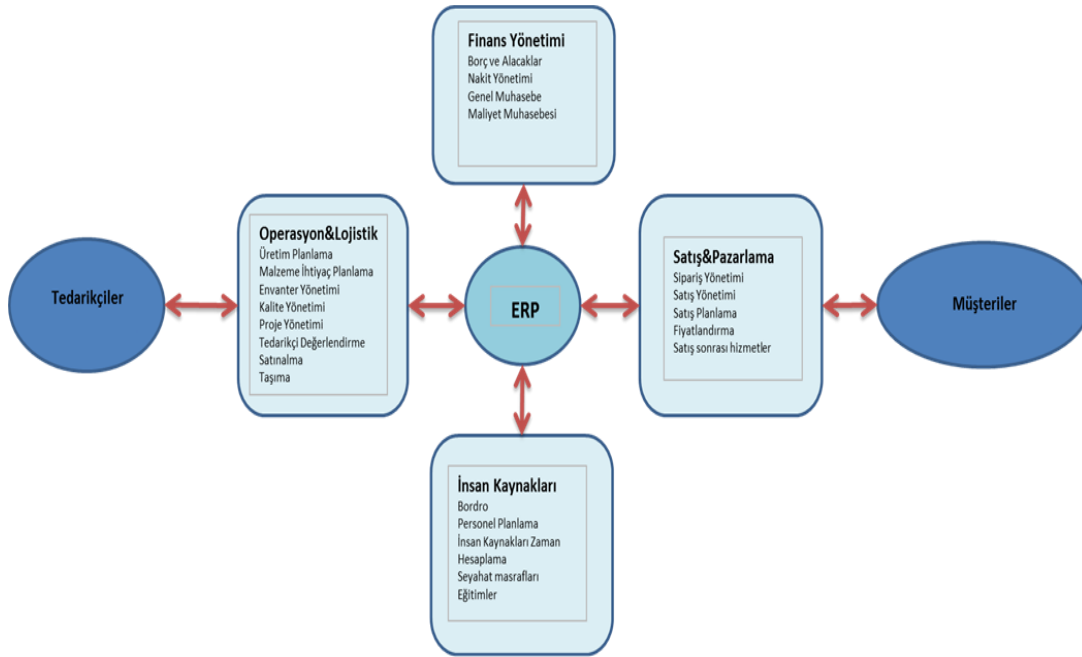 Finans Yönetimi
Borç ve Alacaklar
Nakit Yönetimi
Genel Muhasebe
Maliyet Muhasebesi
Tedarikçiler
Operasyon&Lojistik
Üretim Planlama
Malzeme İhtiyaç Planlama
Envanter Yönetimi
Kalite Yönetimi
Proje Yönetimi
Tedarikçi Değerlendirme
Satınalma
Taşıma
ERP
Satış&Pazarlama
Sipariş Yönetimi
Satış Yönetimi
Satış Planlama
Fiyatlandırma
Satış sonrası hizmetler
Müşteriler
İnsan Kaynakları
Bordro
Personel Planlama
İnsan Kaynakları Zaman
Hesaplama
Seyahat masrafları
Eğitimler